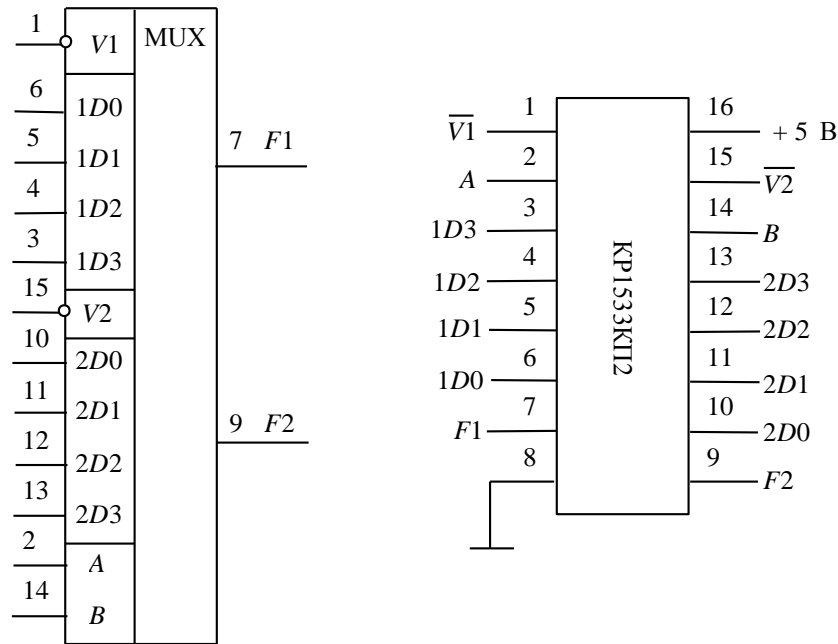 1 V1 MUX
6 1D0
5 1D1
4 1D2
3 1D3
15 V2
10 2D0
11 2D1
12 2D2
13 2D3
2 A
14 B
7 F1
9 F2
V1 1
A 2
1D3 3
1D2 4
1D1 5
1D0 6
F1 7
8
КР1533КП2
16 + 5 В
15 V2
14 B
13 2D3
12 2D2
11 2D1
10 2D0
9 F2